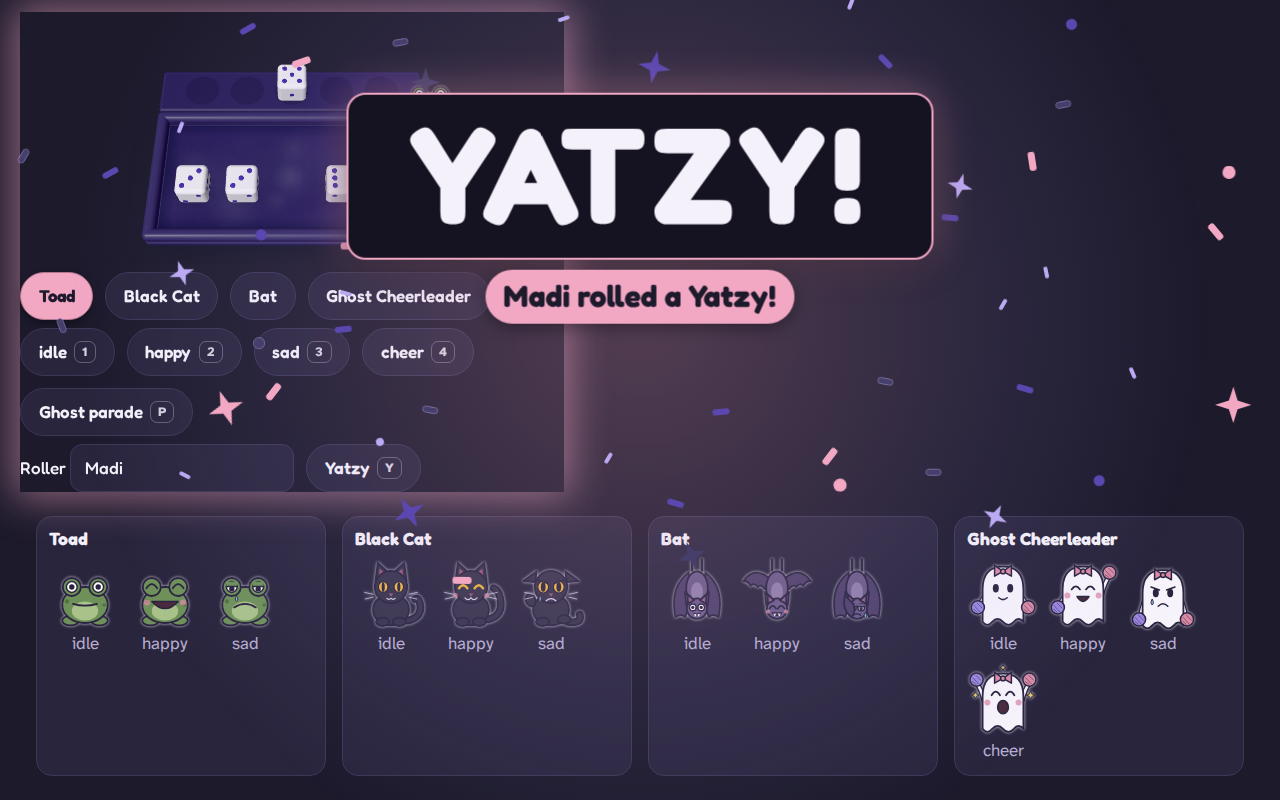 YATZY!
Madi rolled a Yatzy!
Toad Black Cat Bat Ghost Cheerleader
idle 1 happy 2 sad 3 cheer 4
Ghost parade P
Roller Madi Yatzy Y
Toad
idle happy sad
Black Cat
idle happy sad
Bat
idle happy sad
Ghost Cheerleader
idle happy sad
cheer